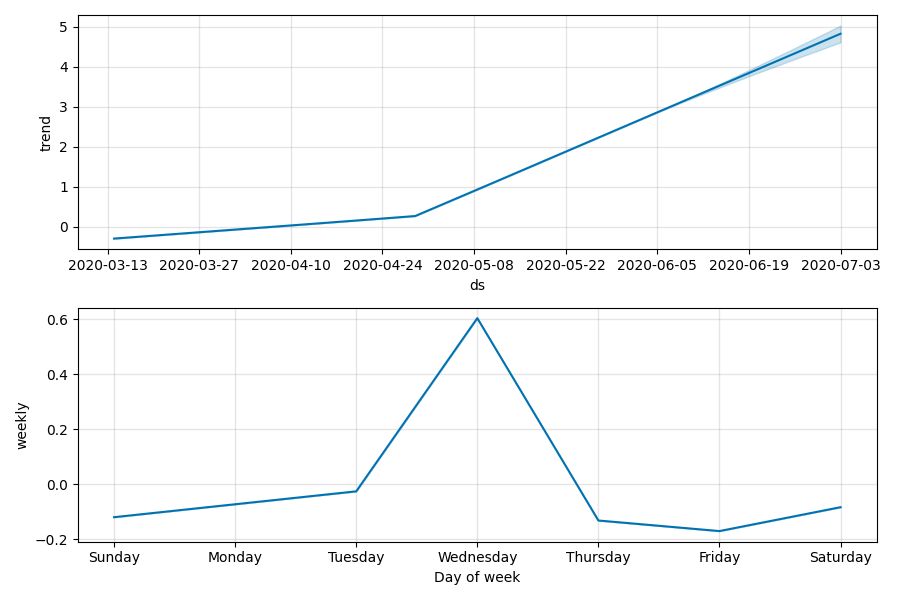 5
4
3
2
1
0
trend
2020-03-13 2020-03-27 2020-04-10 2020-04-24 2020-05-08 2020-05-22 2020-06-05 2020-06-19 2020-07-03
ds
0.6
0.4
0.2
0.0
−0.2
weekly
Sunday Monday Tuesday Wednesday Thursday Friday Saturday
Day of week